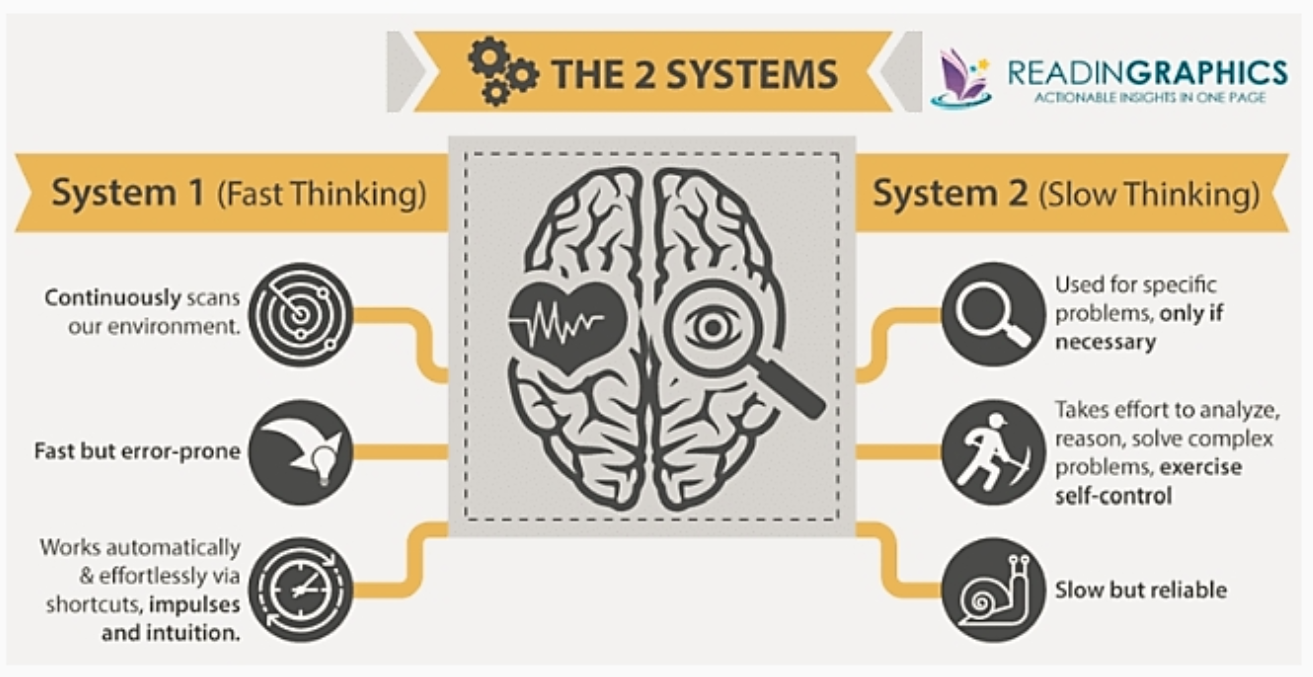 THE 2 SYSTEMS
READINGRAPHICS
ACTIONABLE INSIGHTS IN ONE PAGE
System 1 (Fast Thinking)
Continuously scans
our environment.
Fast but error-prone
Works automatically
& effortlessly via
shortcuts, impulses
and intuition.
System 2 (Slow Thinking)
Used for specific
problems, only if
necessary
Takes effort to analyze,
reason, solve complex
problems, exercise
self-control
Slow but reliable